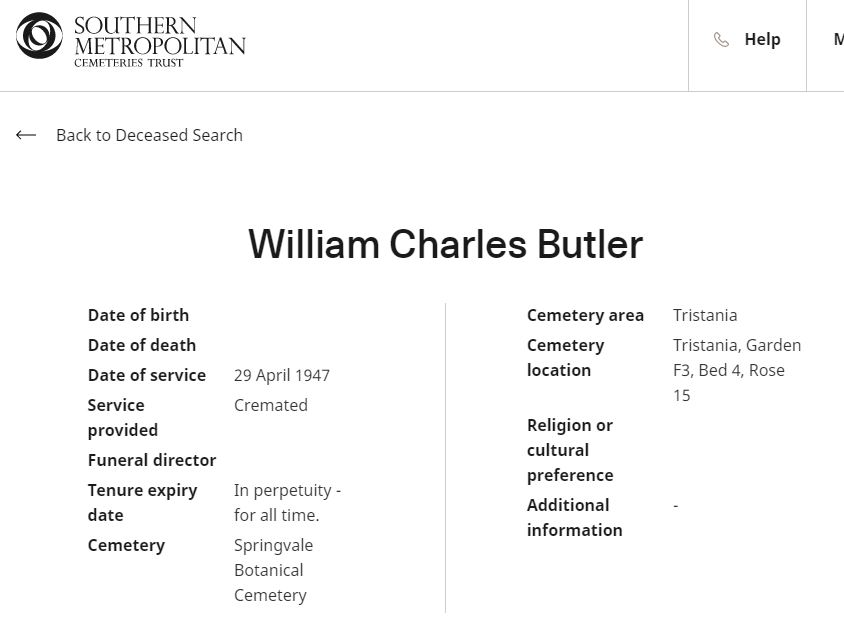 SOUTHERN
METROPOLITAN
CEMETERIES TRUST
Help
M
Back to Deceased Search
William Charles Butler
Date of birth
Date of death
Date of service 29 April 1947
Service Cremated
provided
Funeral director
Tenure expiry In perpetuity -
date for all time.
Cemetery Springvale
Botanical
Cemetery
Cemetery area Tristania
Cemetery Tristania, Garden
location F3, Bed 4, Rose
15
Religion or
cultural
preference
Additional -
information